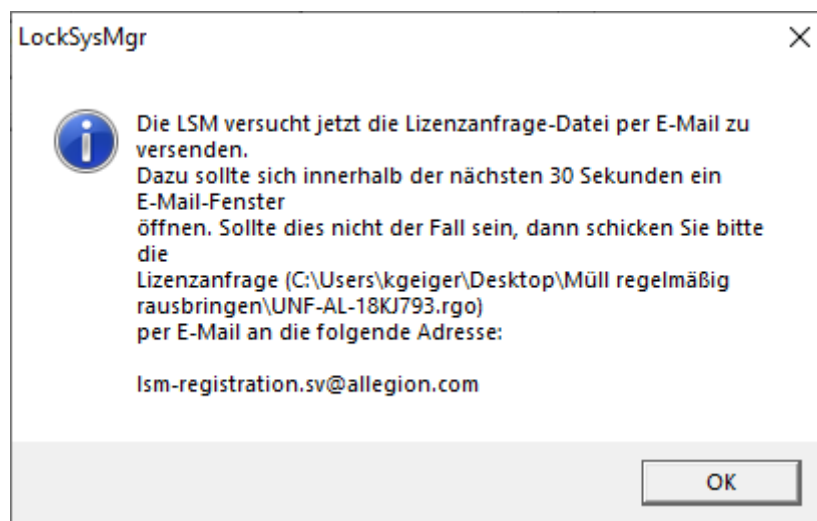 LockSysMgr
Die LSM versucht jetzt die Lizenzanfrage-Datei per E-Mail zu
versenden.
Dazu sollte sich innerhalb der nächsten 30 Sekunden ein
E-Mail-Fenster
öffnen. Sollte dies nicht der Fall sein, dann schicken Sie bitte
die
Lizenzanfrage (C:\Users\kgeiger\Desktop\Müll regelmäßig
rausbringen\UNF-AL-18KJ793.rgo)
per E-Mail an die folgende Adresse:
lsm-registration.sv@allegion.com
OK